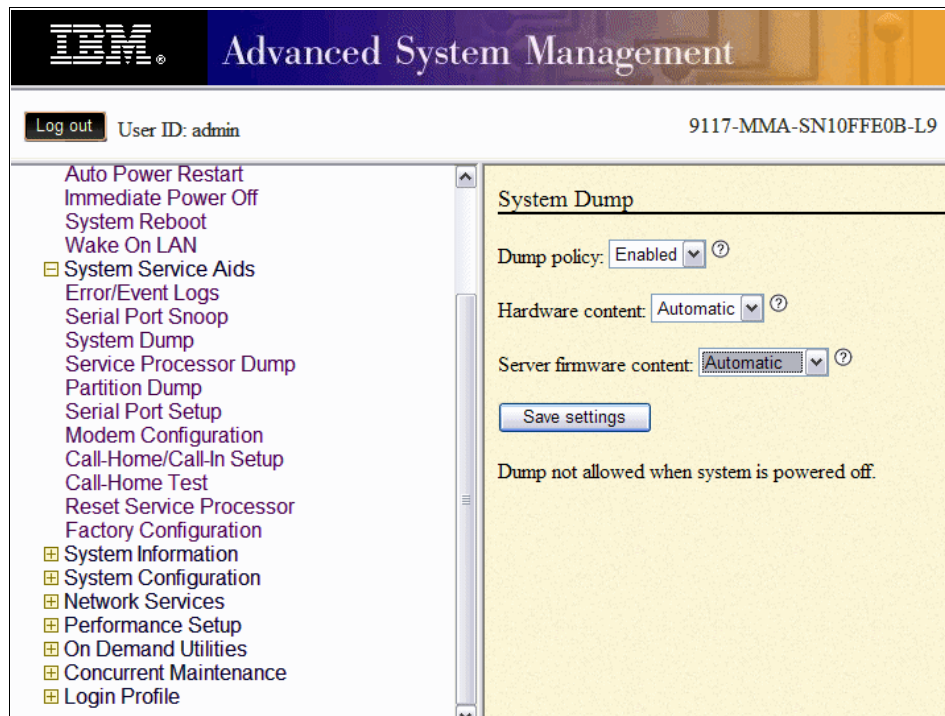 IBM®
Advanced System Management
Log out User ID: admin
9117-MMA-SN10FFE0B-L9
Auto Power Restart
Immediate Power Off
System Reboot
Wake On LAN
System Service Aids
Error/Event Logs
Serial Port Snoop
System Dump
Service Processor Dump
Partition Dump
Serial Port Setup
Modem Configuration
Call-Home/Call-In Setup
Call-Home Test
Reset Service Processor
Factory Configuration
System Information
System Configuration
Network Services
Performance Setup
On Demand Utilities
Concurrent Maintenance
Login Profile
System Dump
Dump policy: Enabled ?
Hardware content: Automatic ?
Server firmware content: Automatic ?
Save settings
Dump not allowed when system is powered off.